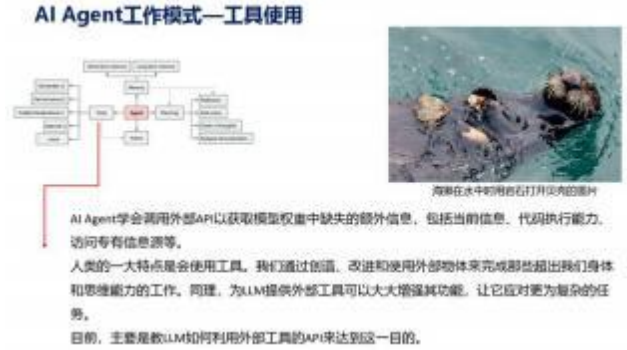 AI Agent工作模式—工具使用
Memory
Tools
Agent
Planning
海獭在水中时用岩石打开贝壳的图片
AI Agent学会调用外部API以获取模型权重中缺失的额外信息，包括当前信息、代码执行能力、
访问专有信息源等。
人类的一大特点是会使用工具。我们通过创造、改进和使用外部物体来完成那些超出我们身体
和思维能力的工作。同理，为LLM提供外部工具可以大大增强其功能，让它应对更为复杂的任
务。
目前，主要是教LLM如何利用外部工具的API来达到这一目的。